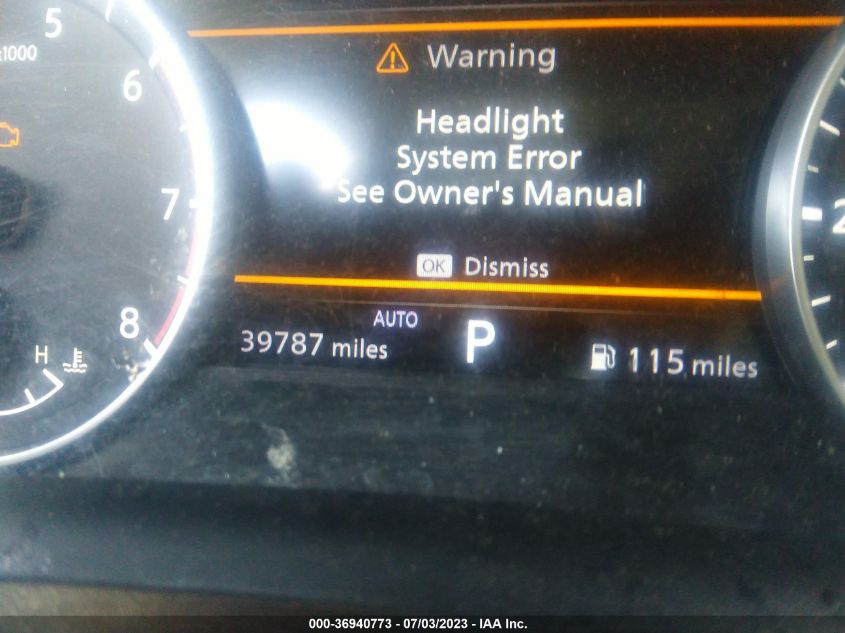 5
x1000
6
7
8
H
Warning
Headlight
System Error
See Owner's Manual
OK Dismiss
AUTO
39787 miles
P
115 miles
2
000-36940773 - 07/03/2023 - IAA Inc.